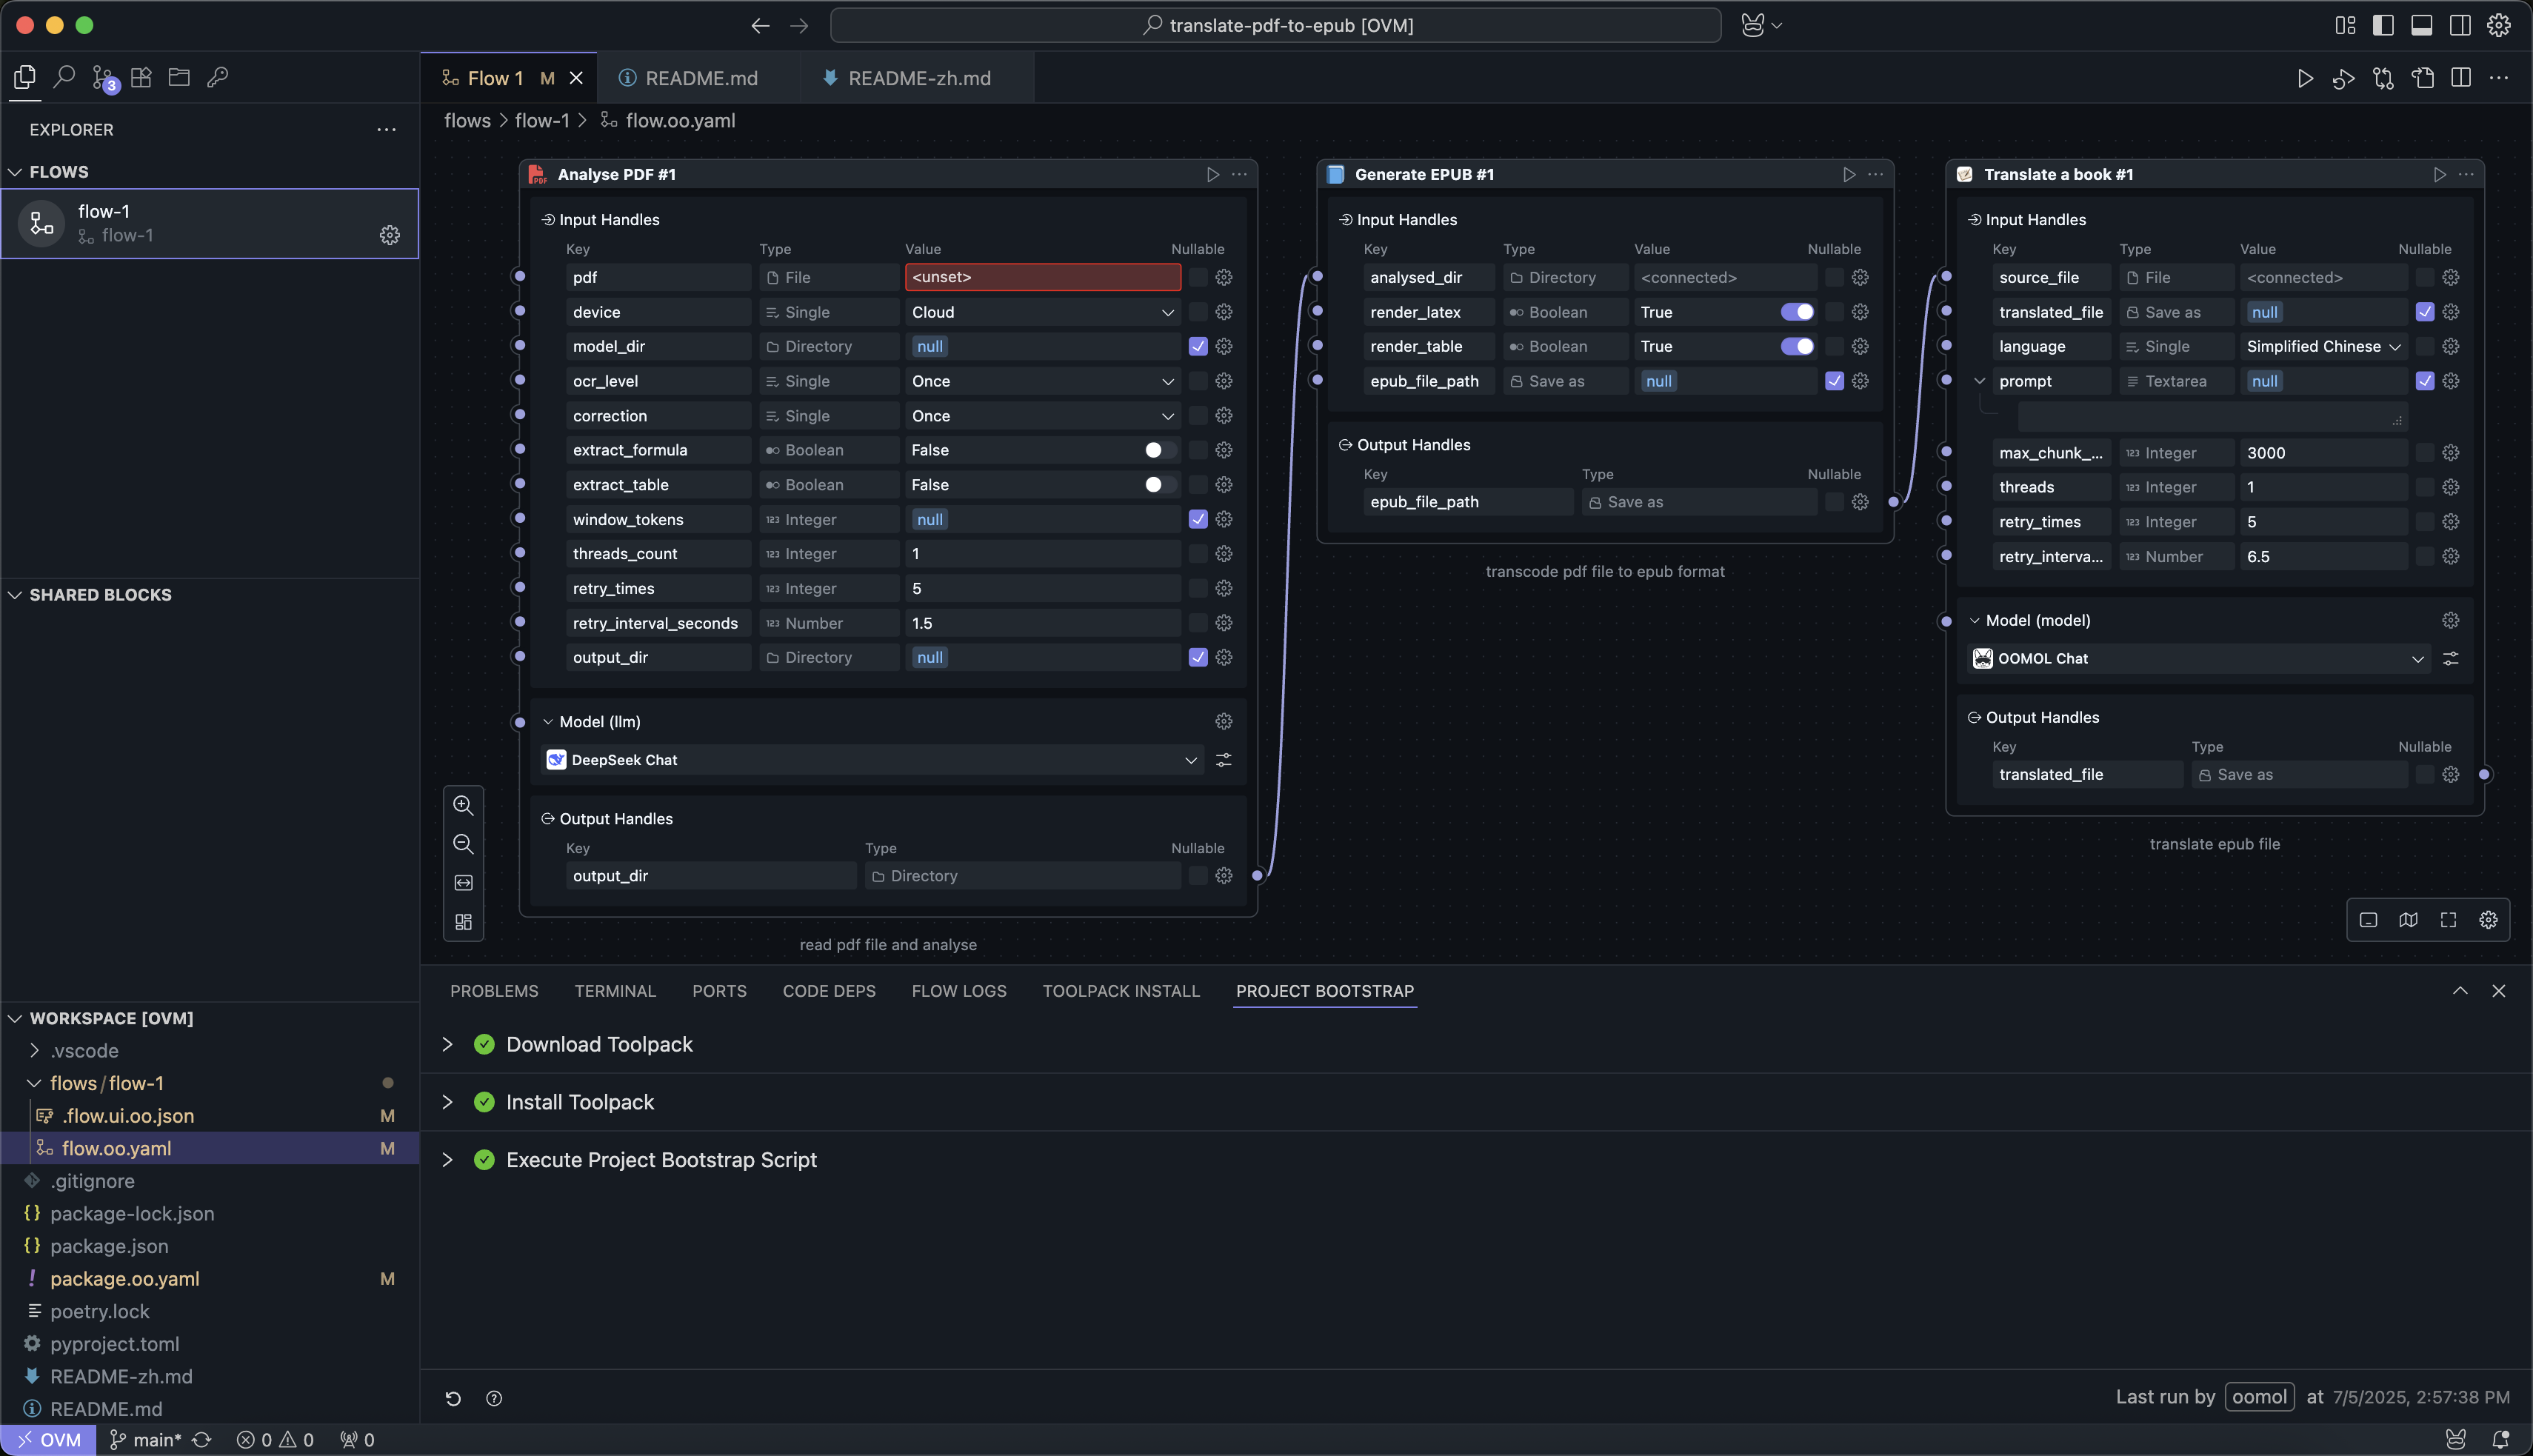 translate-pdf-to-epub [OVM]
3
Flow 1 M
README.md
README-zh.md
EXPLORER
flows > flow-1 > flow.oo.yaml
FLOWS
flow-1
flow-1
SHARED BLOCKS
WORKSPACE [OVM]
.vscode
flows/flow-1
.flow.ui.oo.json M
flow.oo.yaml M
.gitignore
package-lock.json
package.json
package.oo.yaml M
poetry.lock
pyproject.toml
README-zh.md
README.md
PDF
Analyse PDF #1
Input Handles
Key Type Value Nullable
pdf File <unset>
device Single Cloud
model_dir Directory null
ocr_level Single Once
correction Single Once
extract_formula Boolean False
extract_table Boolean False
window_tokens 123 Integer null
threads_count 123 Integer 1
retry_times 123 Integer 5
retry_interval_seconds 123 Number 1.5
output_dir Directory null
Model (llm)
DeepSeek Chat
Output Handles
Key Type Nullable
output_dir Directory
read pdf file and analyse
Generate EPUB #1
Input Handles
Key Type Value Nullable
analysed_dir Directory <connected>
render_latex Boolean True
render_table Boolean True
epub_file_path Save as null
Output Handles
Key Type Nullable
epub_file_path Save as
transcode pdf file to epub format
Translate a book #1
Input Handles
Key Type Value Nullable
source_file File <connected>
translated_file Save as null
language Single Simplified Chinese
prompt Textarea null
max_chunk_... 123 Integer 3000
threads 123 Integer 1
retry_times 123 Integer 5
retry_interva... 123 Number 6.5
Model (model)
OOMOL Chat
Output Handles
Key Type Nullable
translated_file Save as
translate epub file
PROBLEMS TERMINAL PORTS CODE DEPS FLOW LOGS TOOLPACK INSTALL PROJECT BOOTSTRAP
Download Toolpack
Install Toolpack
Execute Project Bootstrap Script
Last run by oomol at 7/5/2025, 2:57:38 PM
OVM main* 0 0 0